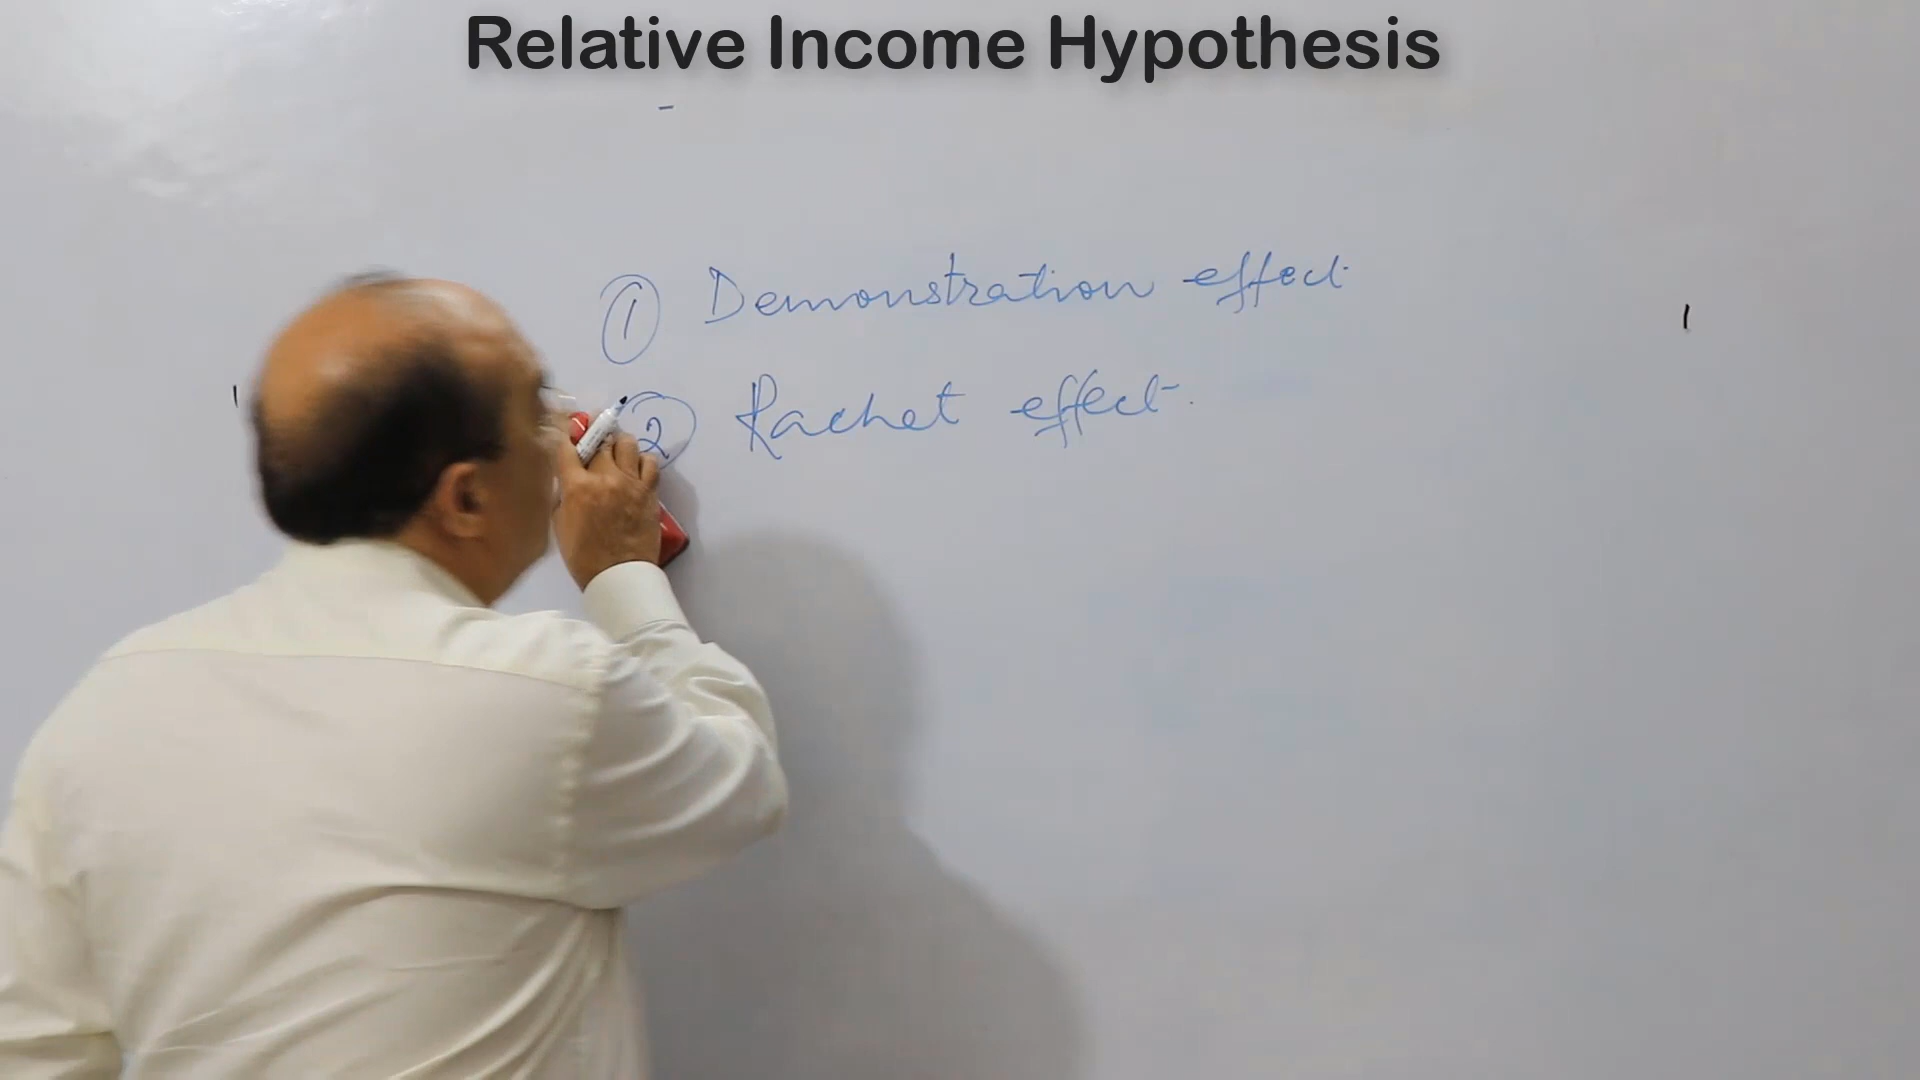 Relative Income Hypothesis
① Demonstration effect
② Rachet effect.